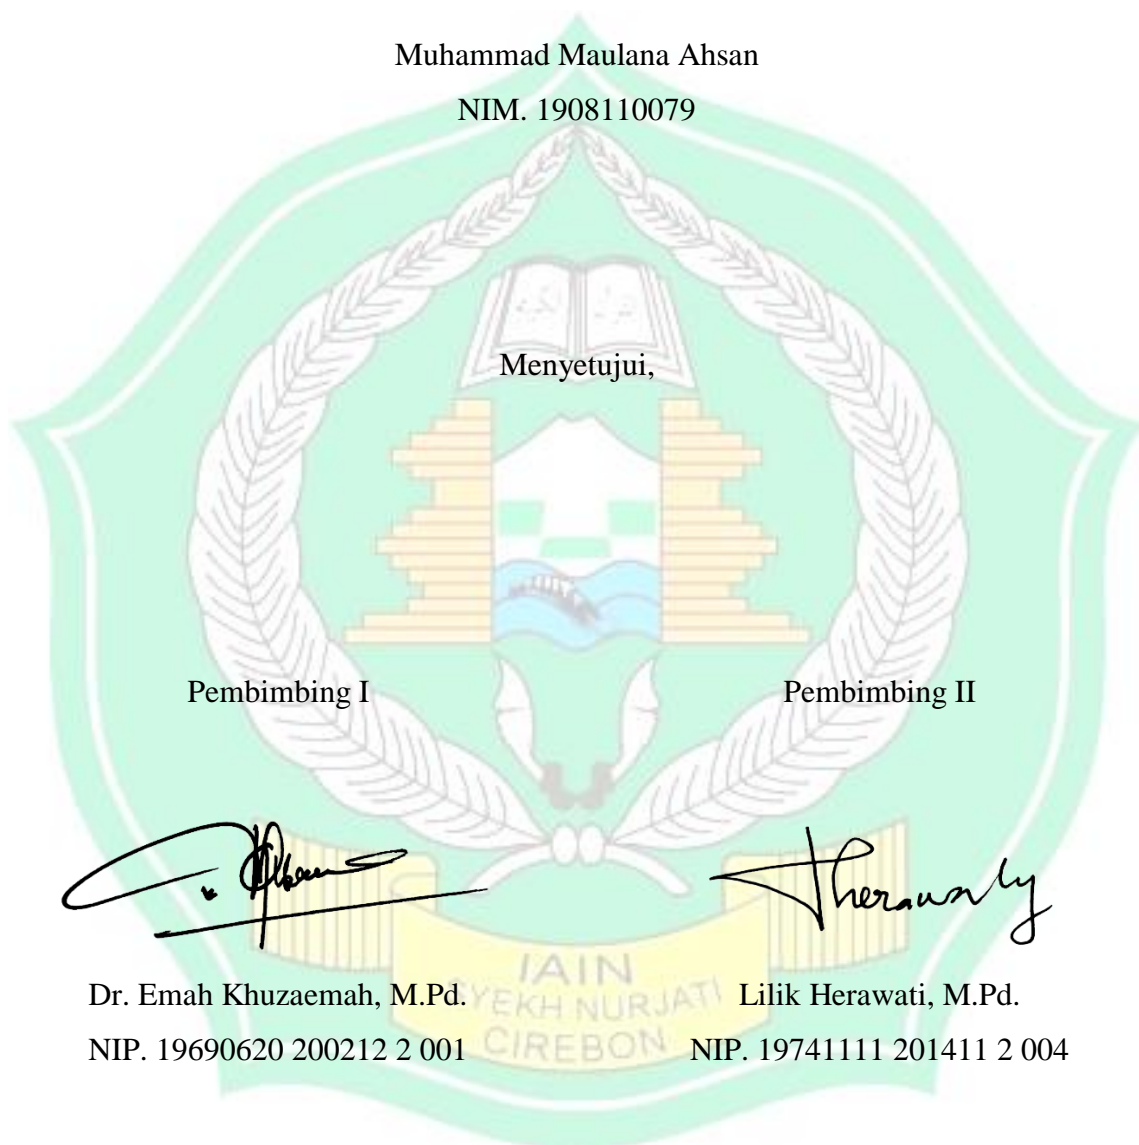 Muhammad Maulana Ahsan
NIM. 1908110079
Menyetujui,
Pembimbing I
Pembimbing II
Therawaty
Dr. Emah Khuzaemah, M.Pd.
Lilik Herawati, M.Pd.
NIP. 19690620 200212 2 001
NIP. 19741111 201411 2 004
IAIN
SYEKH NURJATI
CIREBON